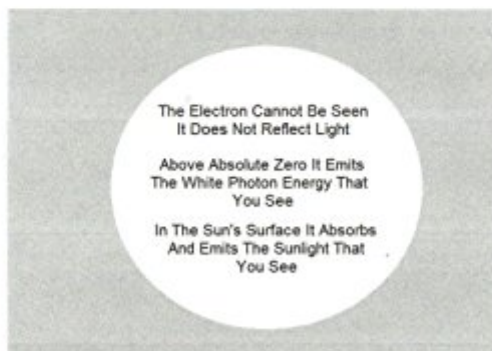 The Electron Cannot Be Seen
It Does Not Reflect Light
Above Absolute Zero It Emits
The White Photon Energy That
You See
In The Sun's Surface It Absorbs
And Emits The Sunlight That
You See